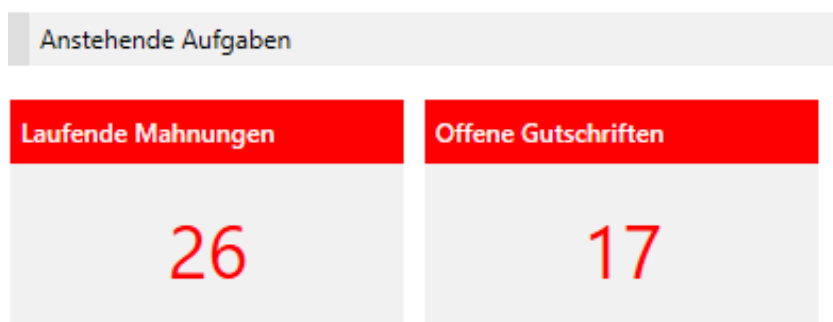 Anstehende Aufgaben
Laufende Mahnungen
Offene Gutschriften
26
17